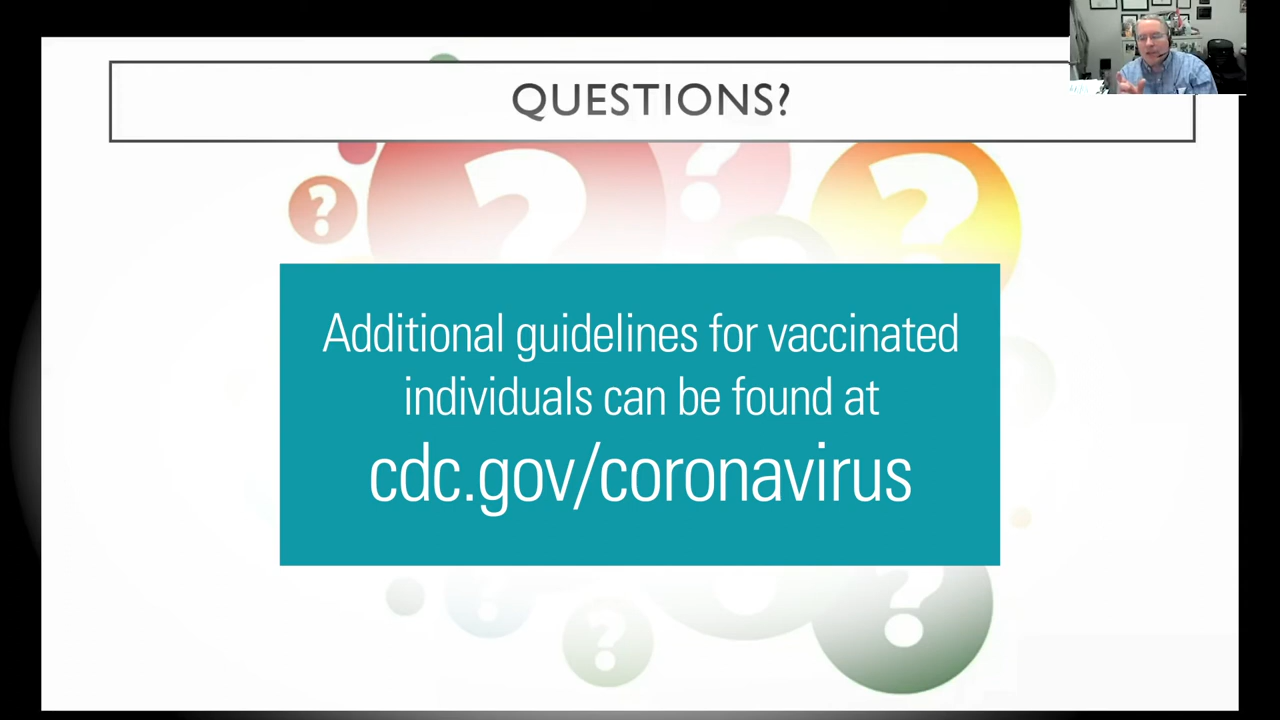 QUESTIONS?
Additional guidelines for vaccinated
individuals can be found at
cdc.gov/coronavirus